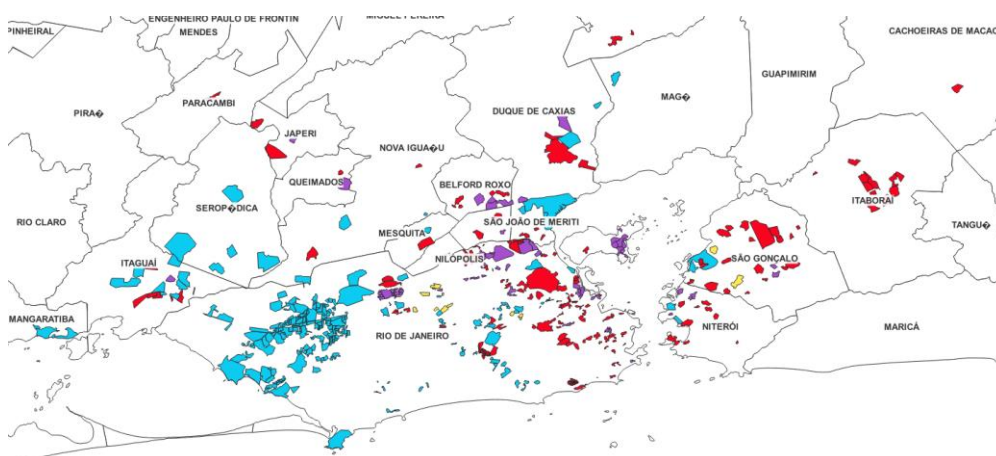 ENGENHEIRO PAULO DE FRONTIN
MENDES
PINHEIRAL
CACHOEIRAS DE MACAC
GUAPIMIRIM
MAG�
PARACAMBI
DUQUE DE CAXIAS
PIRA�
JAPERI
NOVA IGUA�U
QUEIMADOS
BELFORD ROXO
ITABORAÍ
SEROP�DICA
RIO CLARO
SÃO JOÃO DE MERITI
TANGU�
MESQUITA
NILÓPOLIS
SÃO GONÇALO
ITAGUAÍ
MANGARATIBA
NITERÓI
MARICÁ
RIO DE JANEIRO